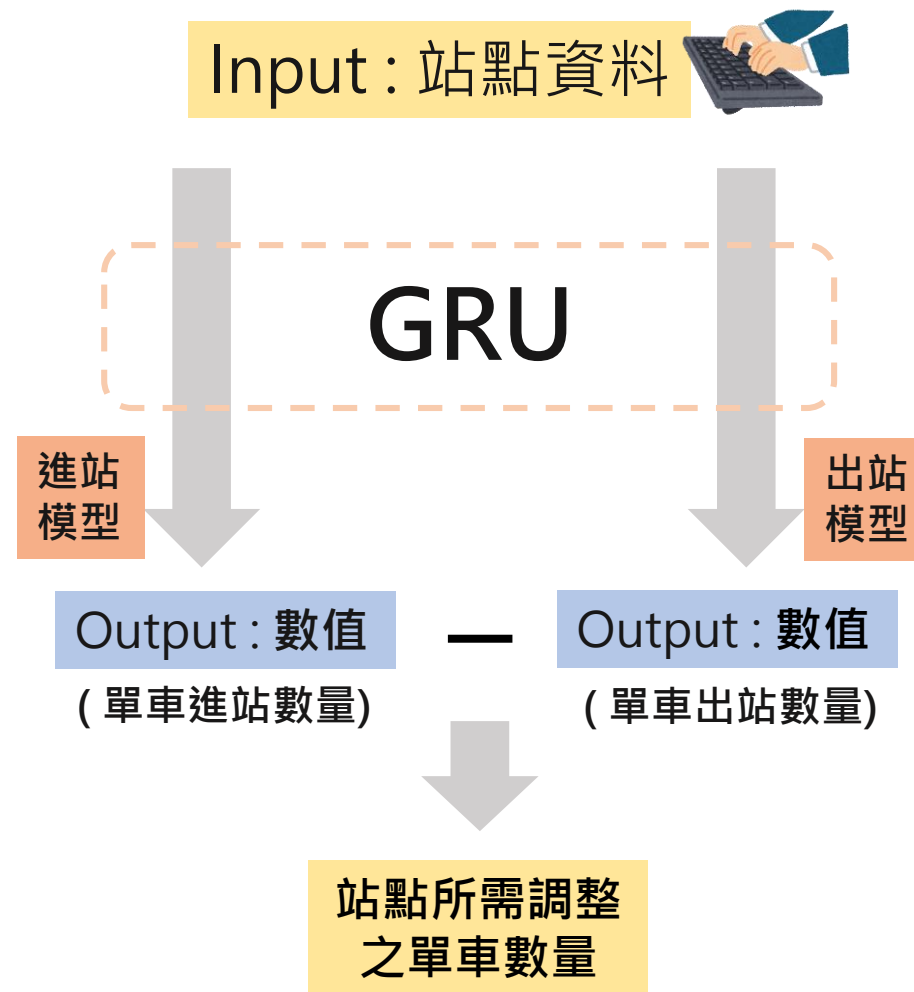 Input : 站點資料
GRU
進站
模型
出站
模型
Output : 數值
—
Output : 數值
( 單車進站數量)
( 單車出站數量)
站點所需調整
之單車數量